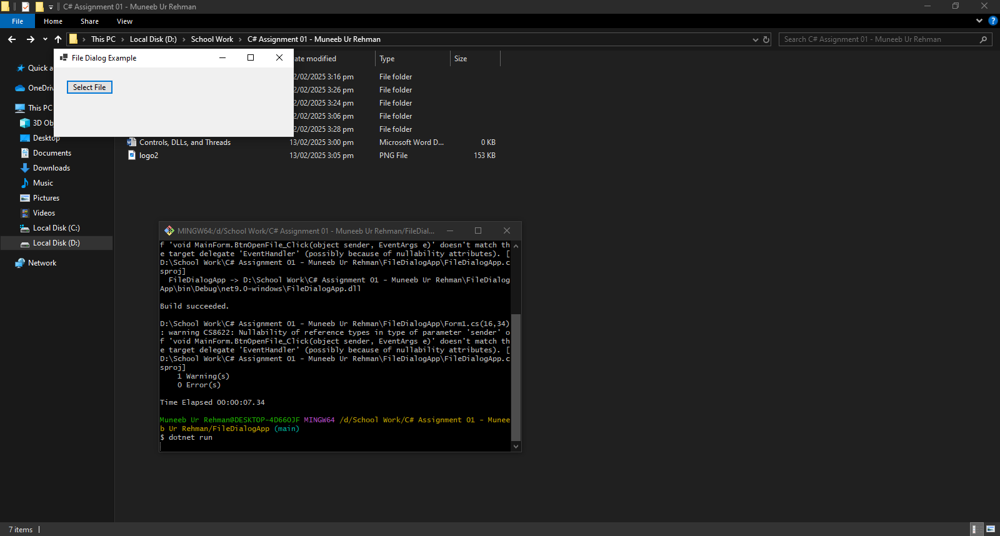 C# Assignment 01 - Muneeb Ur Rehman
File Home Share View
This PC Local Disk (D:) School Work C# Assignment 01 - Muneeb Ur Rehman
Search C# Assignment 01 - Muneeb Ur Rehman
File Dialog Example
Select File
ate modified Type Size
2/02/2025 3:16 pm File folder
2/02/2025 3:26 pm File folder
2/02/2025 3:24 pm File folder
2/02/2025 3:06 pm File folder
2/02/2025 3:28 pm File folder
Controls, DLLs, and Threads 13/02/2025 3:00 pm Microsoft Word D... 0 KB
logo2 13/02/2025 3:05 pm PNG File 153 KB
Quick a
OneDriv
This PC
3D Ob
Desktop
Documents
Downloads
Music
Pictures
Videos
Local Disk (C:)
Local Disk (D:)
Network
MINGW64:/d/School Work/C# Assignment 01 - Muneeb Ur Rehman/FileDial...
f 'void MainForm.BtnOpenFile_Click(object sender, EventArgs e)' doesn't match th
e target delegate 'EventHandler' (possibly because of nullability attributes). [
D:\School Work\C# Assignment 01 - Muneeb Ur Rehman\FileDialogApp\FileDialogApp.c
sproj]
FileDialogApp -> D:\School Work\C# Assignment 01 - Muneeb Ur Rehman\FileDialog
App\bin\Debug\net9.0-windows\FileDialogApp.dll
Build succeeded.
D:\School Work\C# Assignment 01 - Muneeb Ur Rehman\FileDialogApp\Form1.cs(16,34)
: warning CS8622: Nullability of reference types in type of parameter 'sender' o
f 'void MainForm.BtnOpenFile_Click(object sender, EventArgs e)' doesn't match th
e target delegate 'EventHandler' (possibly because of nullability attributes). [
D:\School Work\C# Assignment 01 - Muneeb Ur Rehman\FileDialogApp\FileDialogApp.c
sproj]
1 Warning(s)
0 Error(s)
Time Elapsed 00:00:07.34
Muneeb Ur Rehman@DESKTOP-4D66OJF MINGW64 /d/School Work/C# Assignment 01 - Munee
b Ur Rehman/FileDialogApp (main)
$ dotnet run
7 items